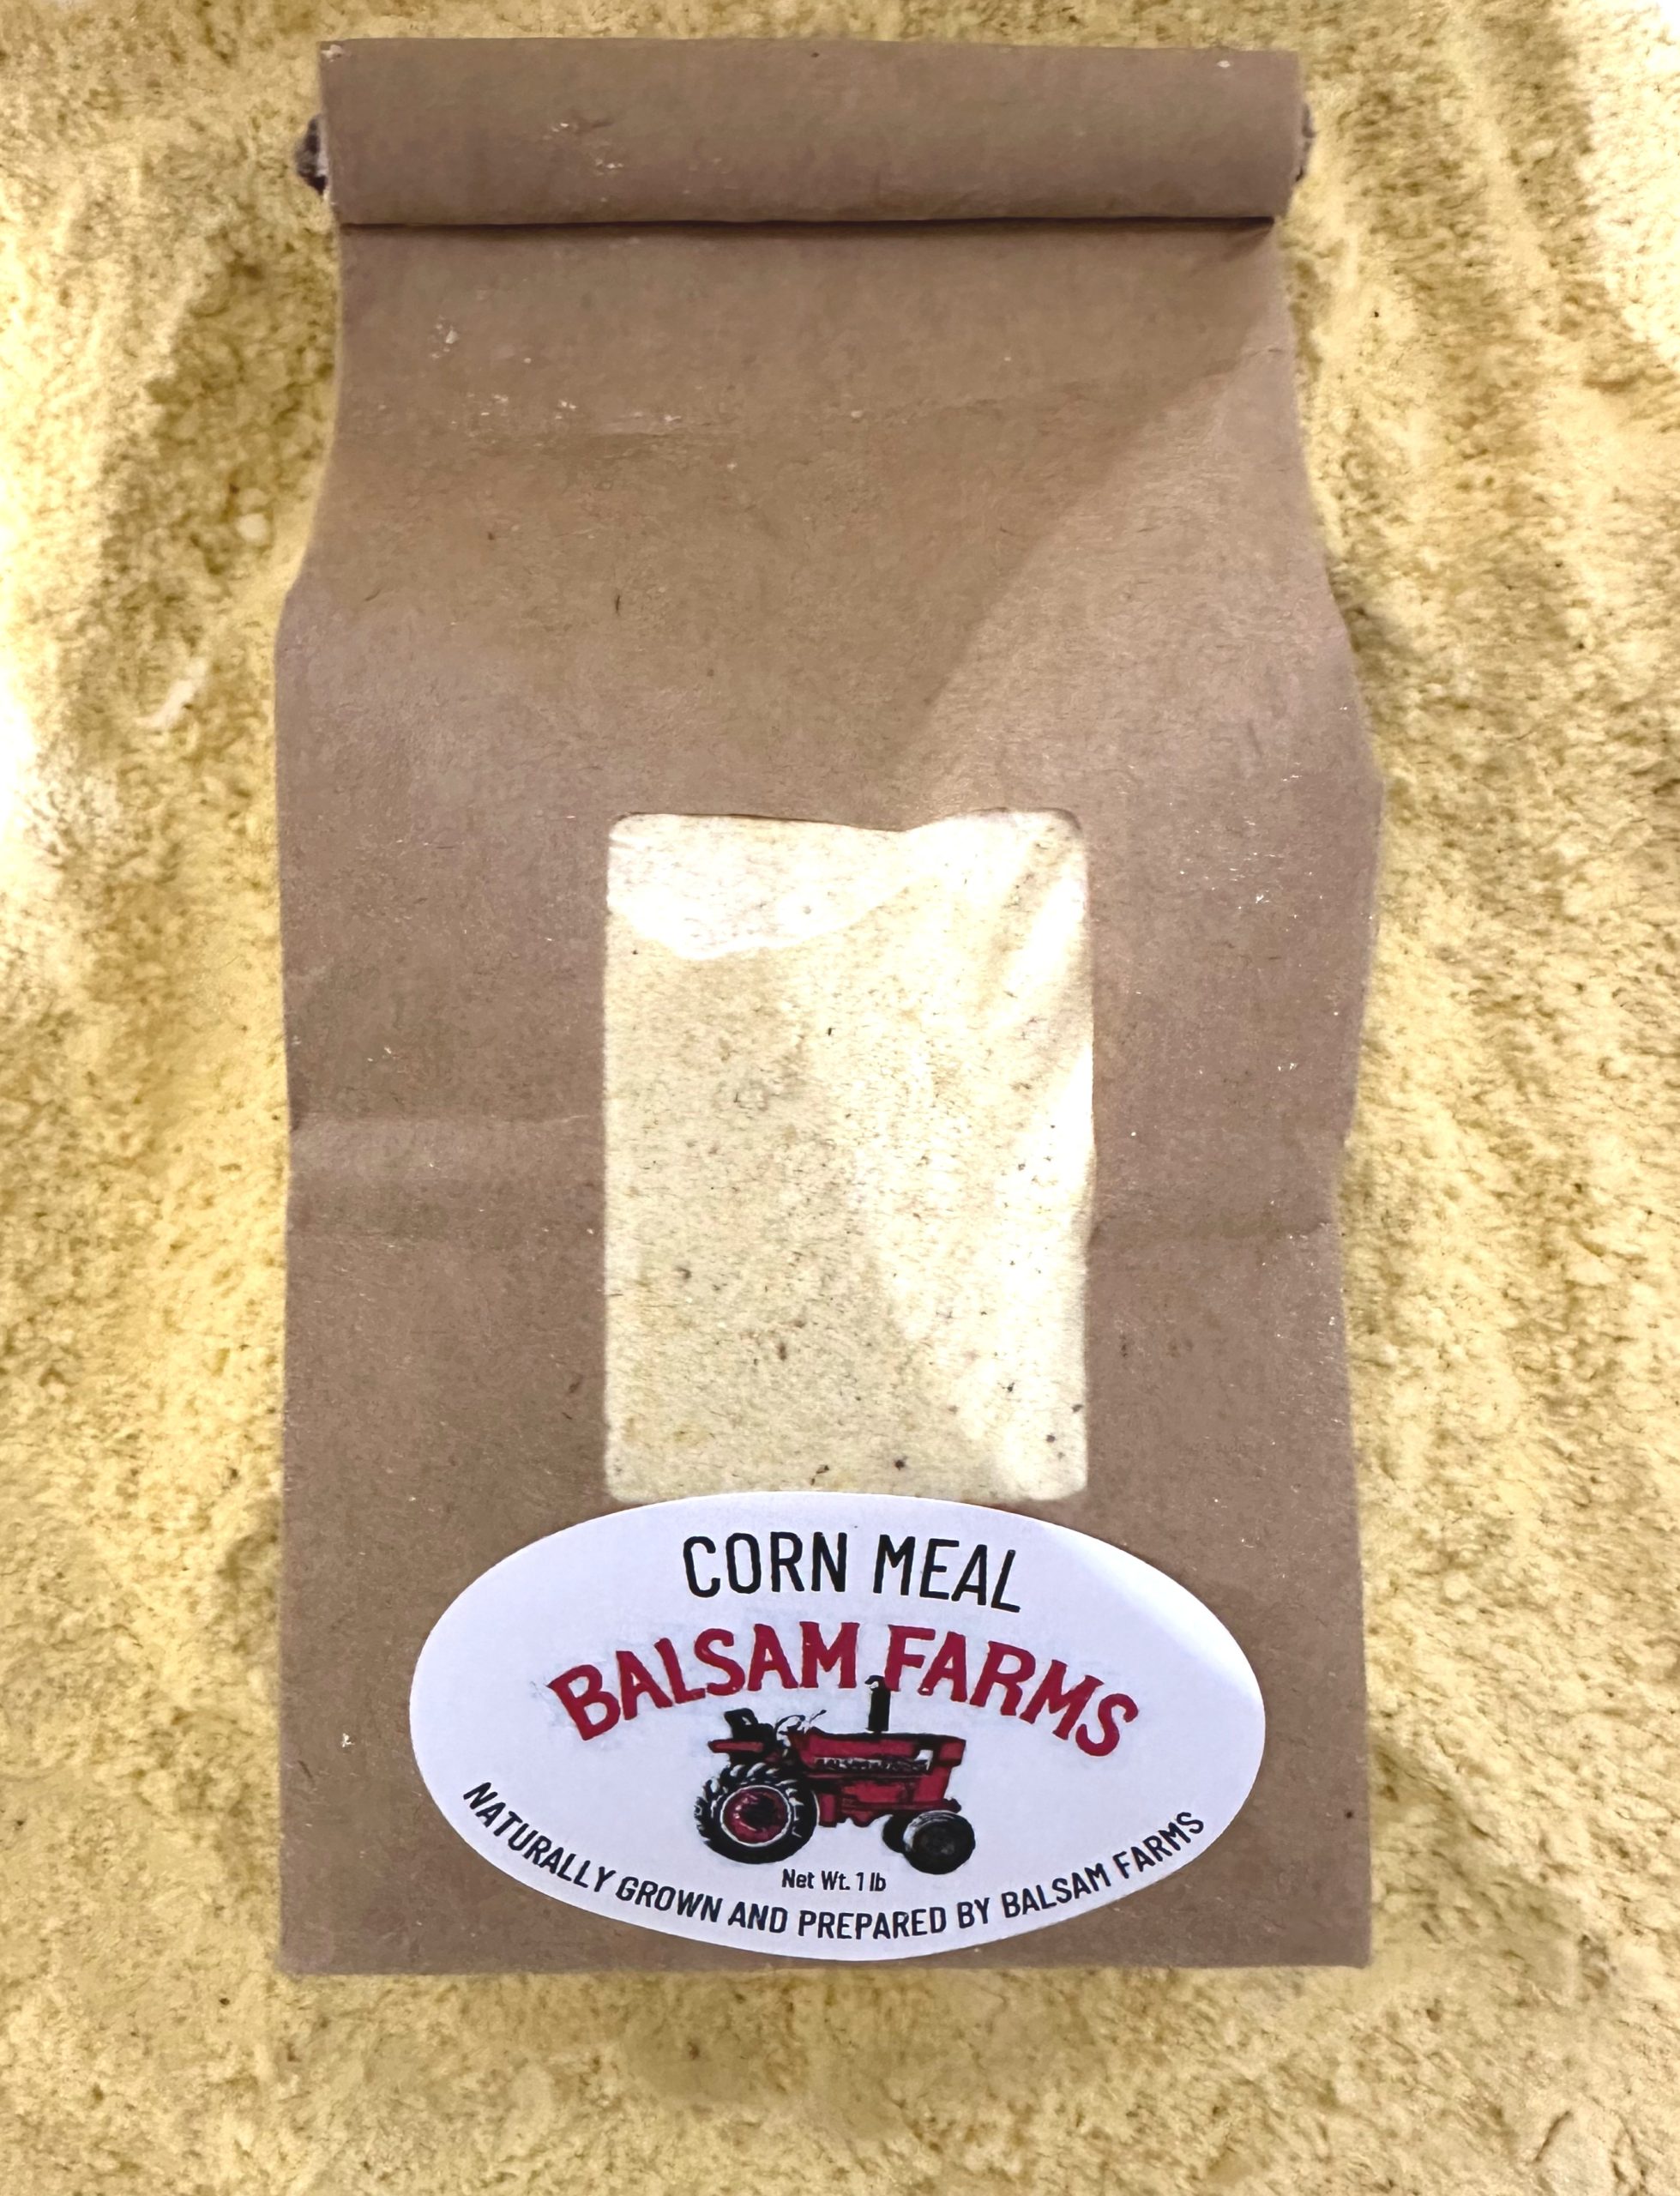 CORN MEAL
BALSAM FARMS
Net Wt. 1 lb
NATURALLY GROWN AND PREPARED BY BALSAM FARMS